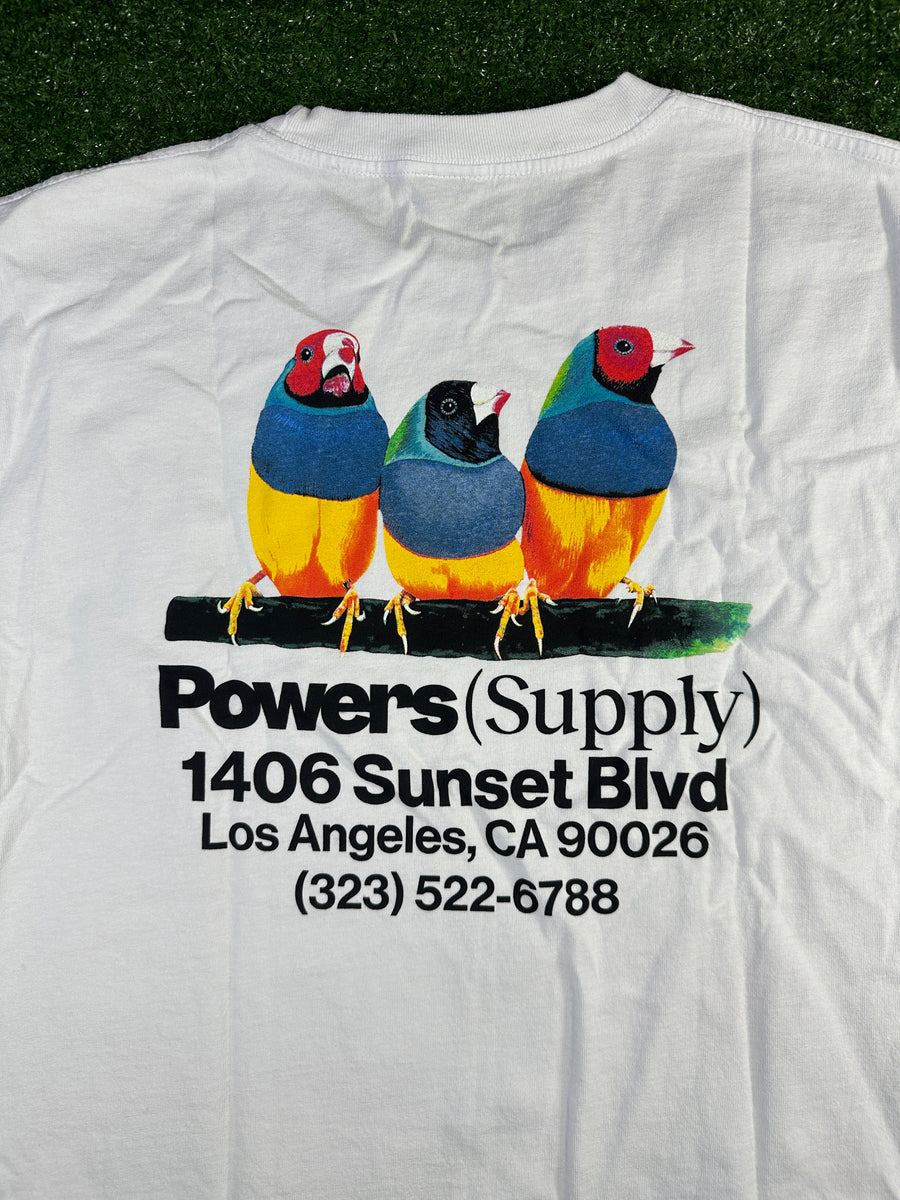 Powers(Supply)
1406 Sunset Blvd
Los Angeles, CA 90026
(323) 522-6788